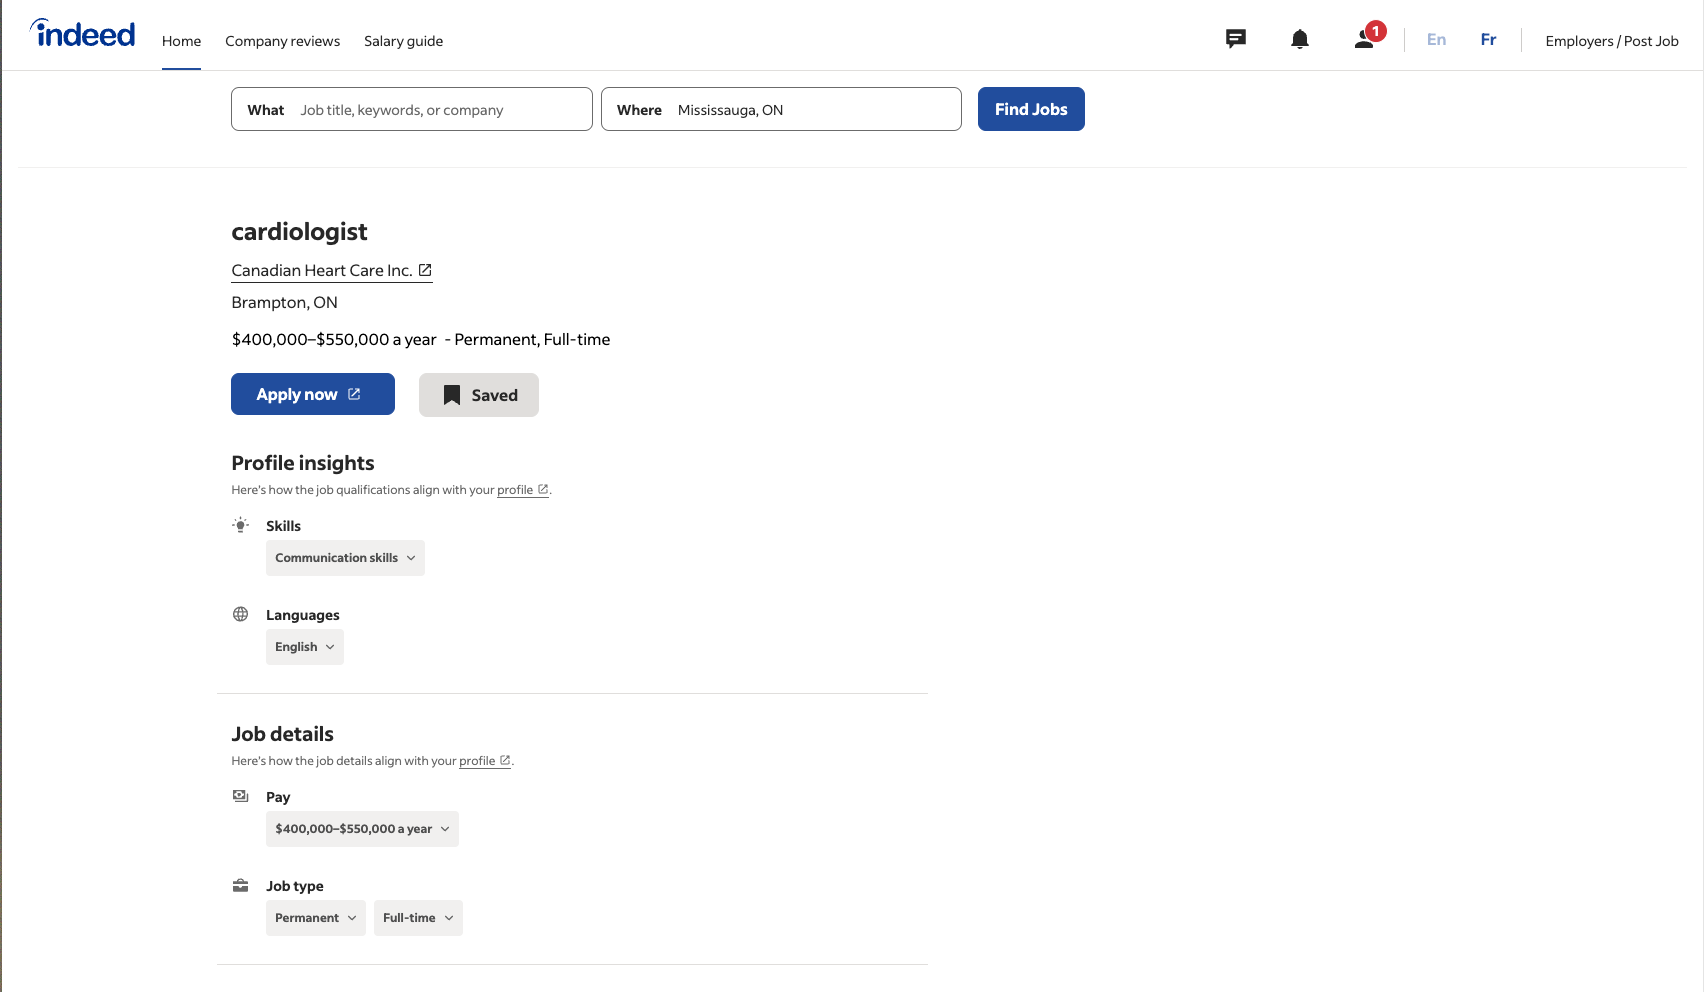 indeed
Home Company reviews Salary guide
1
En Fr Employers / Post Job
What Job title, keywords, or company Where Mississauga, ON Find Jobs
cardiologist
Canadian Heart Care Inc.
Brampton, ON
$400,000–$550,000 a year - Permanent, Full-time
Apply now Saved
Profile insights
Here's how the job qualifications align with your profile.
Skills
Communication skills
Languages
English
Job details
Here's how the job details align with your profile.
Pay
$400,000–$550,000 a year
Job type
Permanent Full-time